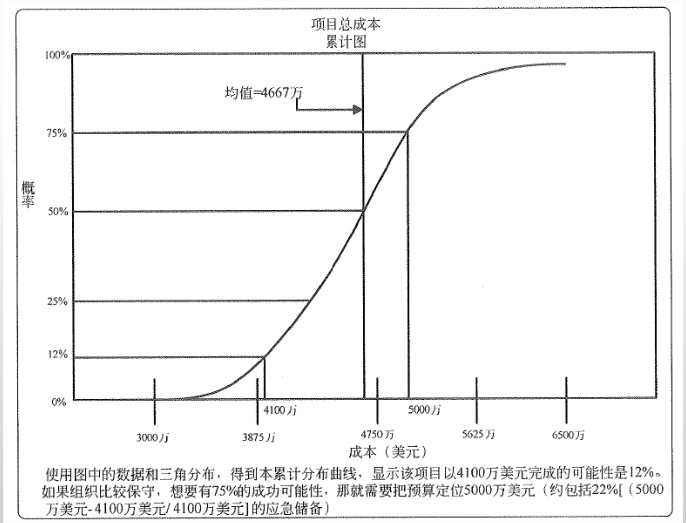 项目总成本
累计图
100%
均值=4667万
75%
概率
50%
25%
12%
0%
4100万
5000万
3000万
3875万
4750万
5625万
6500万
成本（美元）
使用图中的数据和三角分布，得到本累计分布曲线，显示该项目以4100万美元完成的可能性是12%。
如果组织比较保守，想要有75%的成功可能性，那就需要把预算定位5000万美元（约包括22%[（5000
万美元-4100万美元/4100万美元]的应急储备）